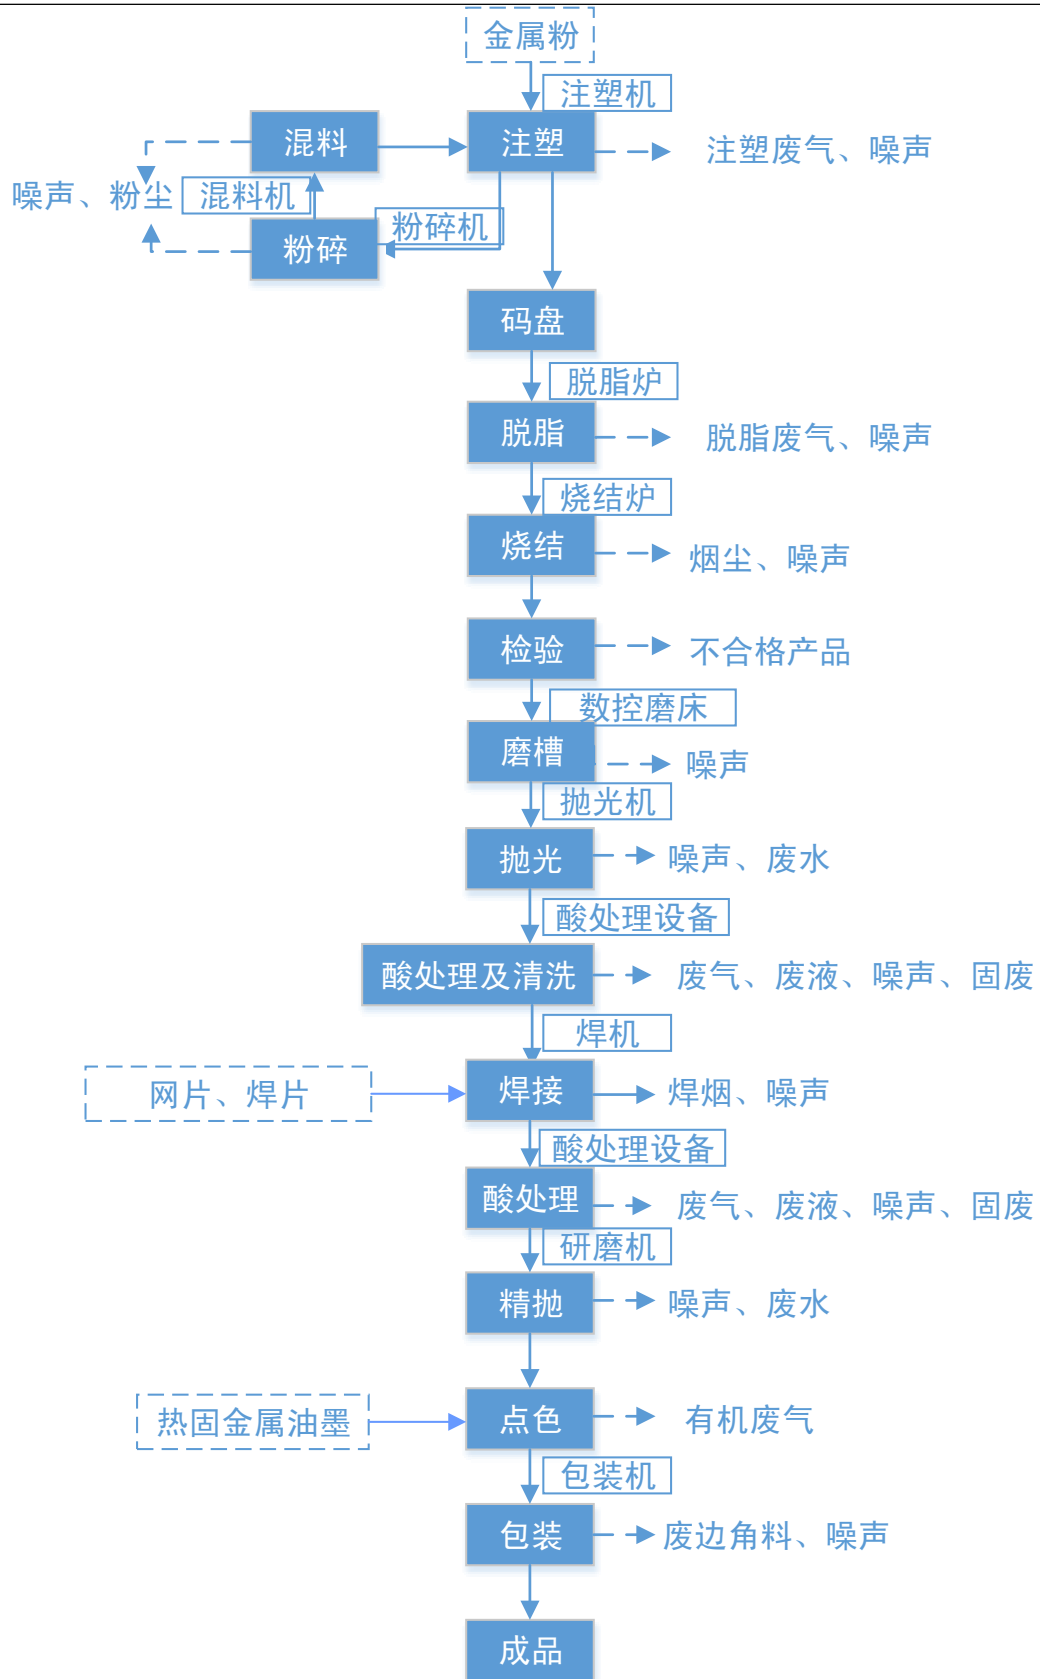 金属粉
注塑机
混料
注塑
注塑废气、噪声
噪声、粉尘
混料机
粉碎机
粉碎
码盘
脱脂炉
脱脂
脱脂废气、噪声
烧结炉
烧结
烟尘、噪声
检验
不合格产品
数控磨床
磨槽
噪声
抛光机
抛光
噪声、废水
酸处理设备
酸处理及清洗
废气、废液、噪声、固废
焊机
网片、焊片
焊接
焊烟、噪声
酸处理设备
酸处理
废气、废液、噪声、固废
研磨机
精抛
噪声、废水
热固金属油墨
点色
有机废气
包装机
包装
废边角料、噪声
成品